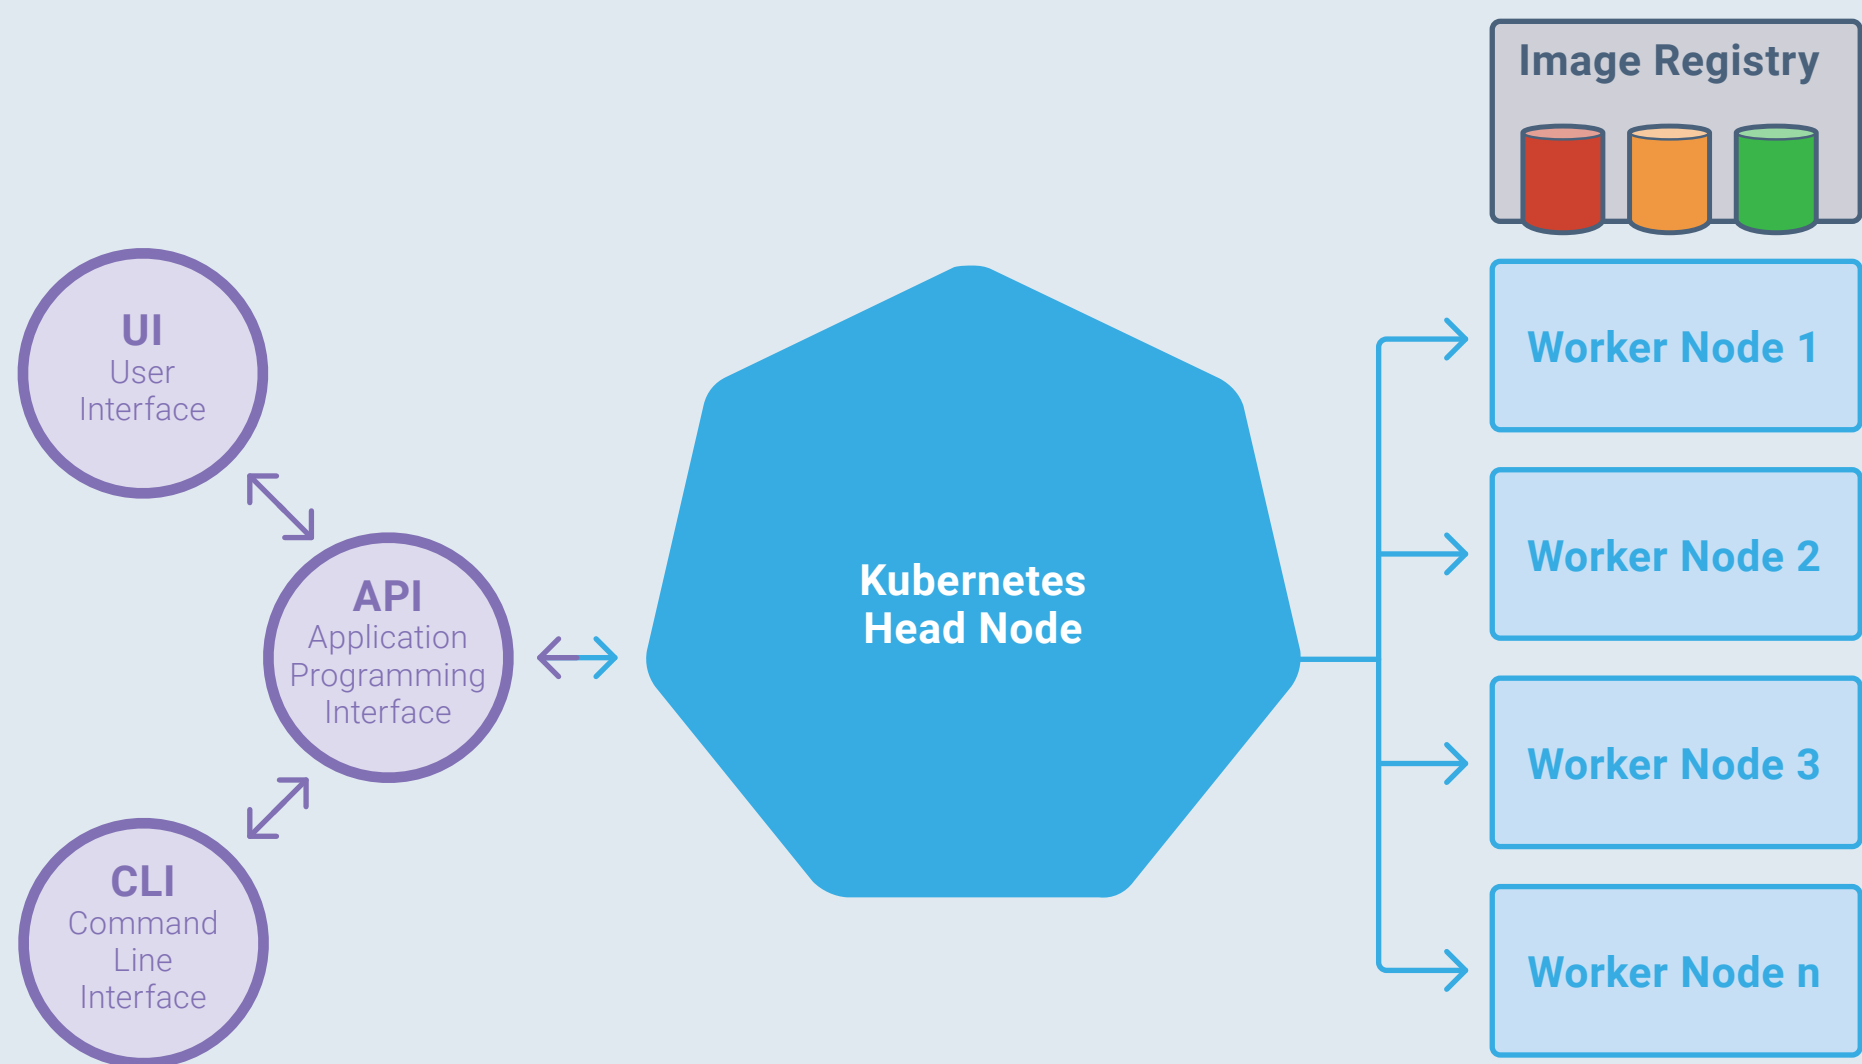 Image Registry
UI
User
Interface
API
Application
Programming
Interface
CLI
Command
Line
Interface
Kubernetes
Head Node
Worker Node 1
Worker Node 2
Worker Node 3
Worker Node n